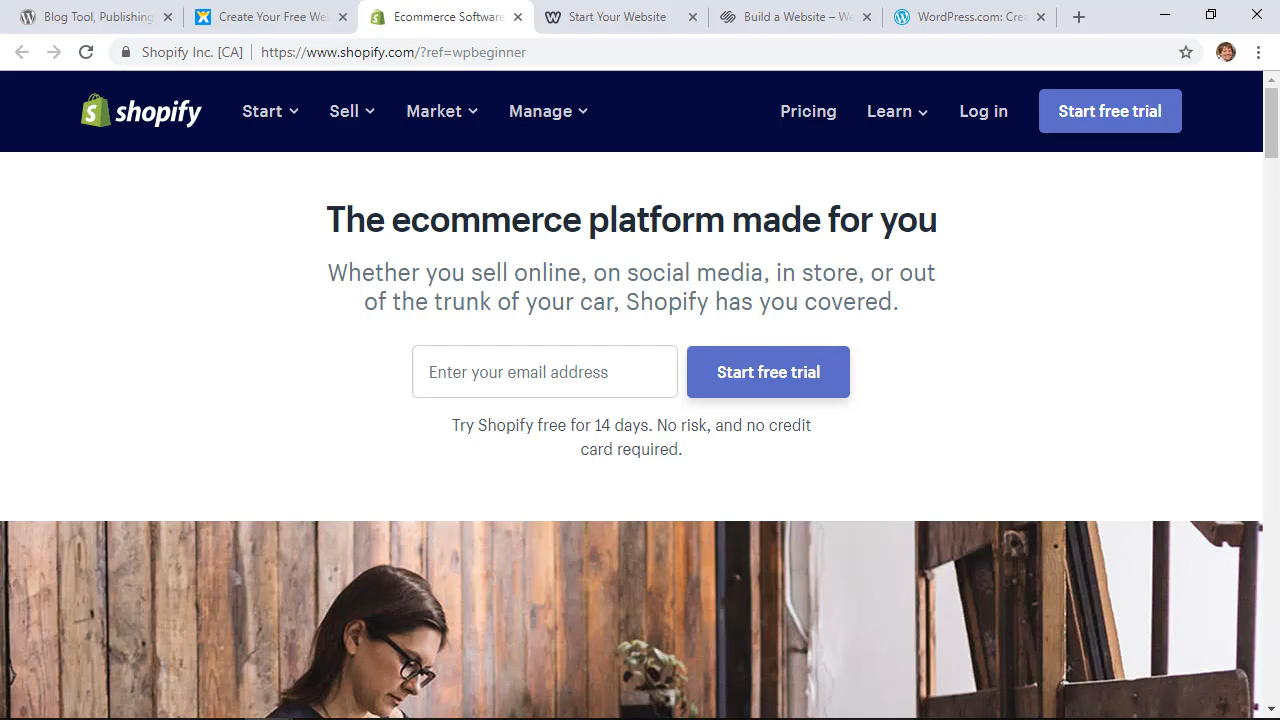 Blog Tool, Publishing
Create Your Free We
Ecommerce Software
Start Your Website
Build a Website – We
WordPress.com: Crea
Shopify Inc. [CA]
https://www.shopify.com/?ref=wpbeginner
shopify
Start
Sell
Market
Manage
Pricing
Learn
Log in
Start free trial
The ecommerce platform made for you
Whether you sell online, on social media, in store, or out
of the trunk of your car, Shopify has you covered.
Enter your email address
Start free trial
Try Shopify free for 14 days. No risk, and no credit
card required.